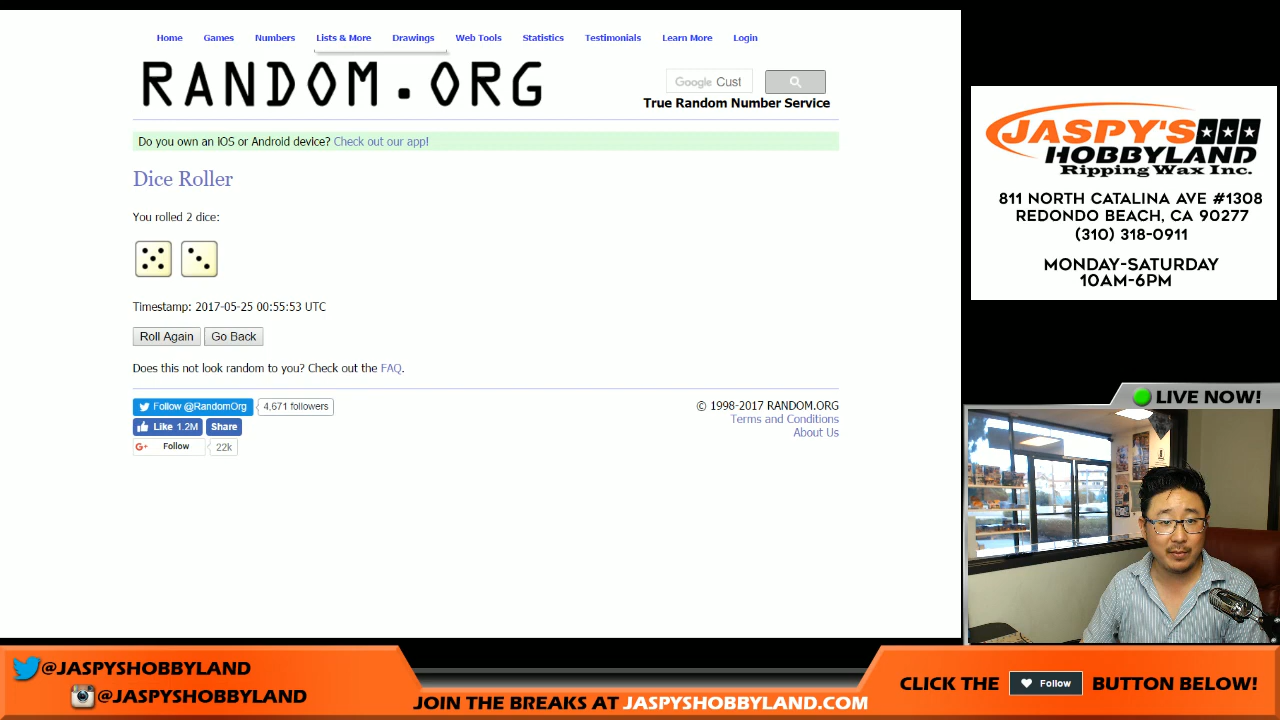 Home Games Numbers Lists & More Drawings Web Tools Statistics Testimonials Learn More Login
RANDOM.ORG
Google Cust
True Random Number Service
Do you own an iOS or Android device? Check out our app!
Dice Roller
You rolled 2 dice:
Timestamp: 2017-05-25 00:55:53 UTC
Roll Again Go Back
Does this not look random to you? Check out the FAQ.
Follow @RandomOrg 4,671 followers
Like 1.2M Share
G+ Follow 22k
© 1998-2017 RANDOM.ORG
Terms and Conditions
About Us
JASPY'S
HOBBYLAND
Ripping Wax Inc.
811 NORTH CATALINA AVE #1308
REDONDO BEACH, CA 90277
(310) 318-0911
MONDAY-SATURDAY
10AM-6PM
LIVE NOW!
@JASPYSHOBBYLAND
@JASPYSHOBBYLAND
JOIN THE BREAKS AT JASPYSHOBBYLAND.COM
CLICK THE Follow BUTTON BELOW!